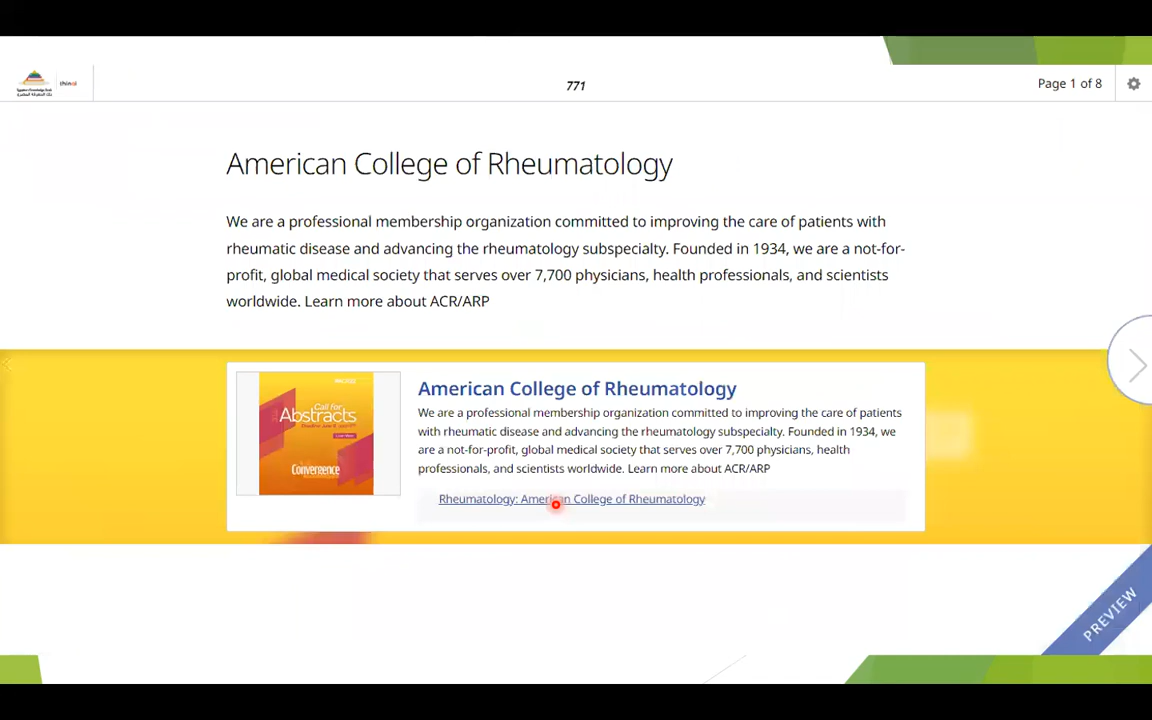 thinqi
771
Page 1 of 8
American College of Rheumatology
We are a professional membership organization committed to improving the care of patients with
rheumatic disease and advancing the rheumatology subspecialty. Founded in 1934, we are a not-for-
profit, global medical society that serves over 7,700 physicians, health professionals, and scientists
worldwide. Learn more about ACR/ARP
Call for
Abstracts
Convergence
American College of Rheumatology
We are a professional membership organization committed to improving the care of patients
with rheumatic disease and advancing the rheumatology subspecialty. Founded in 1934, we
are a not-for-profit, global medical society that serves over 7,700 physicians, health
professionals, and scientists worldwide. Learn more about ACR/ARP
Rheumatology: American College of Rheumatology
PREVIEW